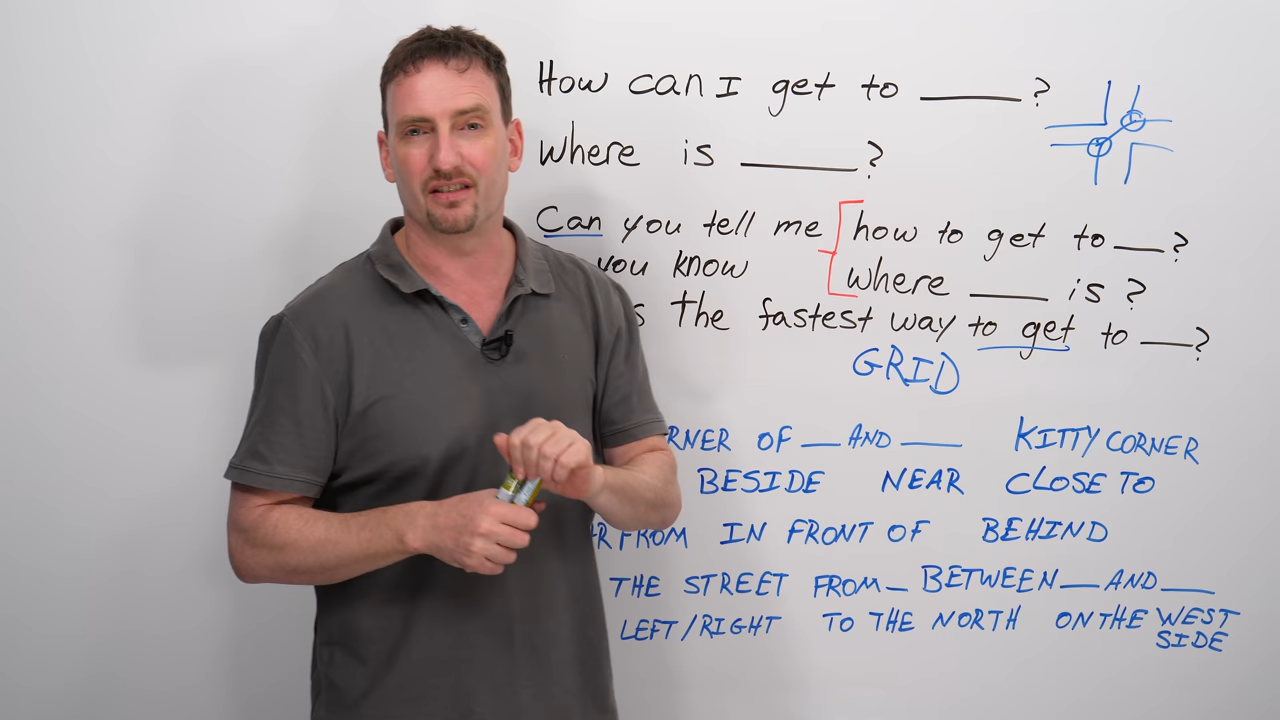 How can I get to ____?
Where is ____?
Can you tell me how to get to ___?
you know where ____ is?
the fastest way to get to ___?
GRID
OF ___ AND ____ KITTY CORNER
BESIDE NEAR CLOSE TO
FROM IN FRONT OF BEHIND
THE STREET FROM _ BETWEEN ___ AND ___
LEFT/RIGHT TO THE NORTH ON THE WEST SIDE